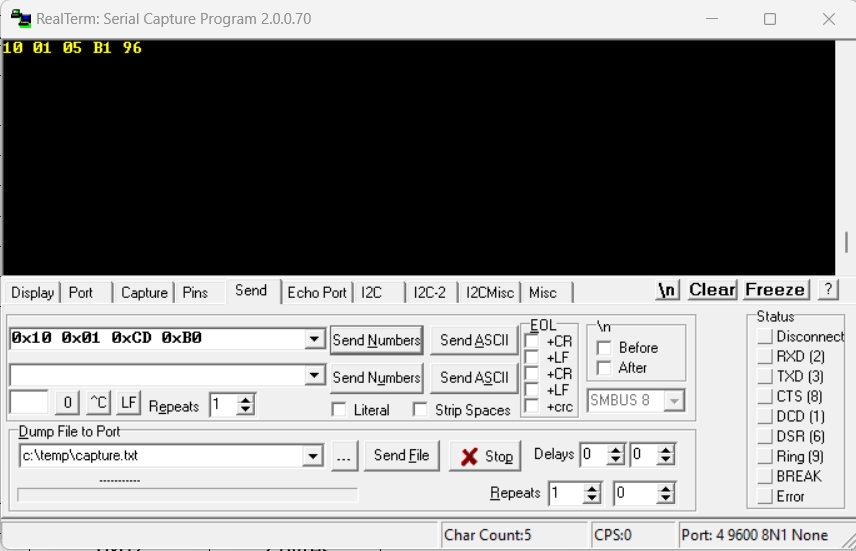 RealTerm: Serial Capture Program 2.0.0.70
10 01 05 B1 96
Display Port Capture Pins Send Echo Port I2C I2C-2 I2CMisc Misc \n Clear Freeze ?
0x10 0x01 0xCD 0xB0
Send Numbers Send ASCII
EOL
+CR
+LF
+CR
+LF
+crc
\n
Before
After
Send Numbers Send ASCII
0 ^C LF Repeats 1
Literal Strip Spaces
SMBUS 8
Dump File to Port
c:\temp\capture.txt
... Send File Stop Delays 0 0
Repeats 1 0
Status
Disconnect
RXD (2)
TXD (3)
CTS (8)
DCD (1)
DSR (6)
Ring (9)
BREAK
Error
Char Count:5 CPS:0 Port: 4 9600 8N1 None